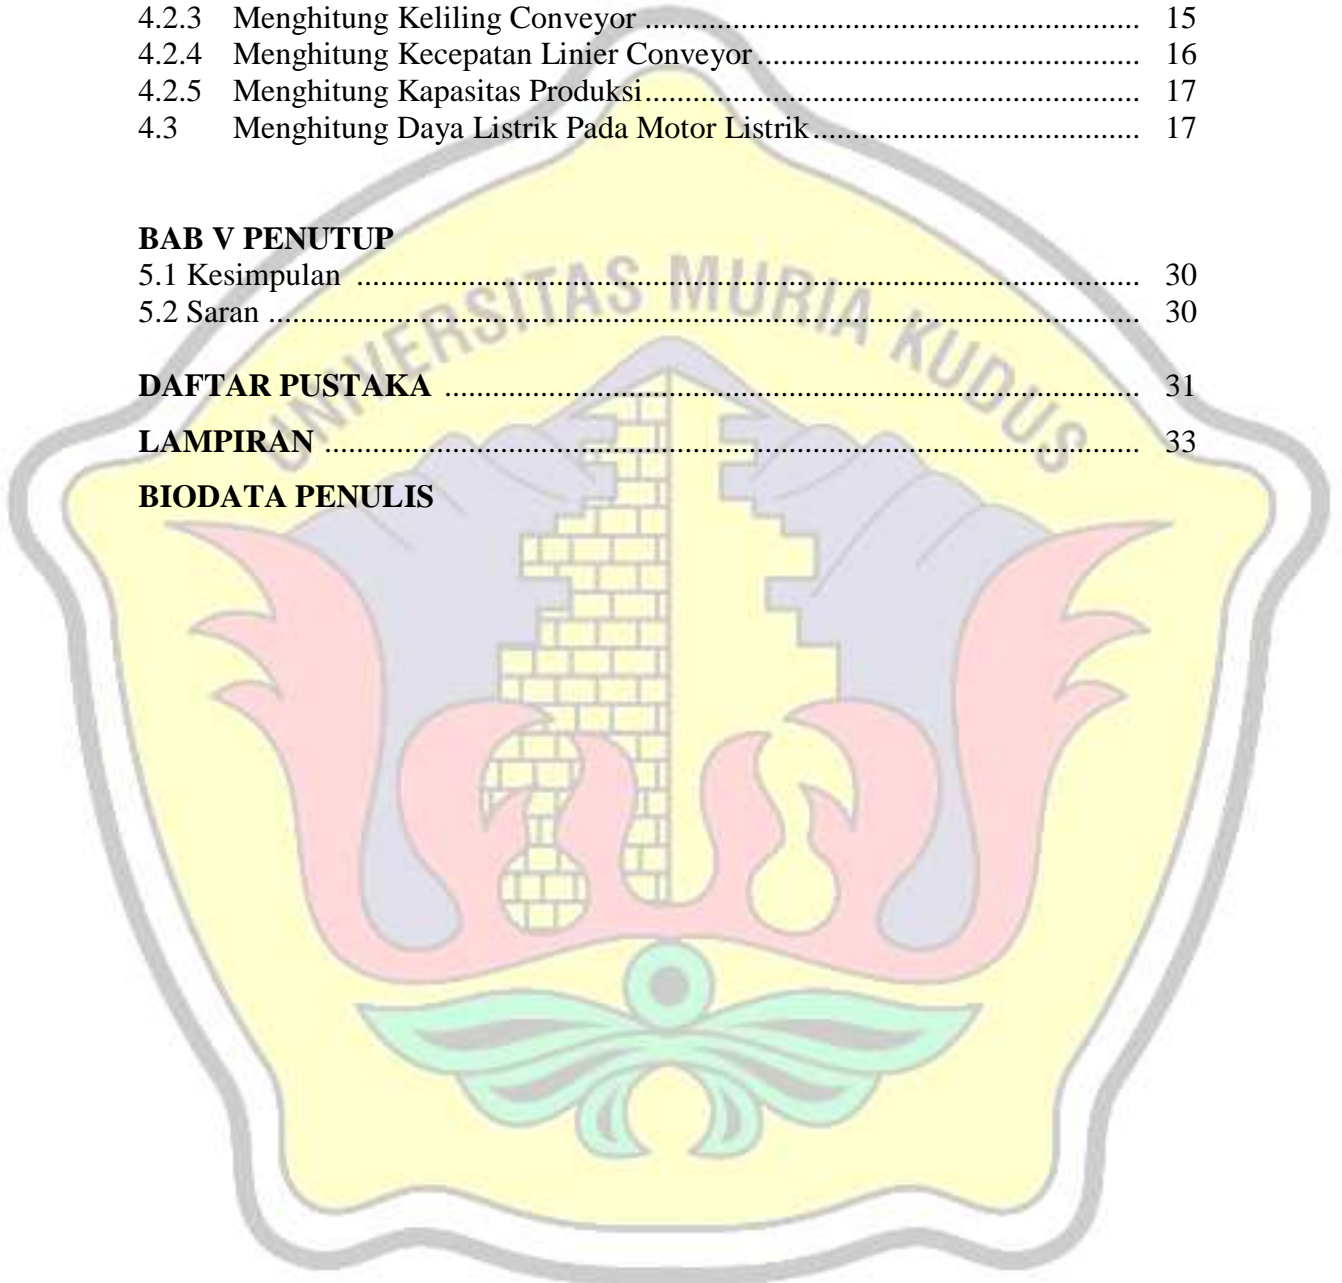 4.2.3 Menghitung Keliling Conveyor ............................................................. 15
4.2.4 Menghitung Kecepatan Linier Conveyor ............................................... 16
4.2.5 Menghitung Kapasitas Produksi ............................................................. 17
4.3 Menghitung Daya Listrik Pada Motor Listrik ........................................ 17
BAB V PENUTUP
5.1 Kesimpulan ................................................................................................ 30
5.2 Saran ........................................................................................................... 30
DAFTAR PUSTAKA ..................................................................................... 31
LAMPIRAN .................................................................................................... 33
BIODATA PENULIS
UNIVERSITAS MURIA KUDUS